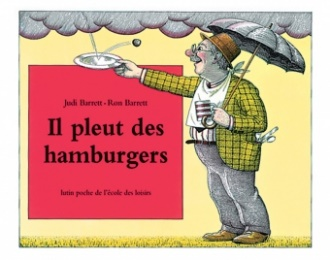 Judi Barrett • Ron Barrett
Il pleut des
hamburgers
lutin poche de l'école des loisirs